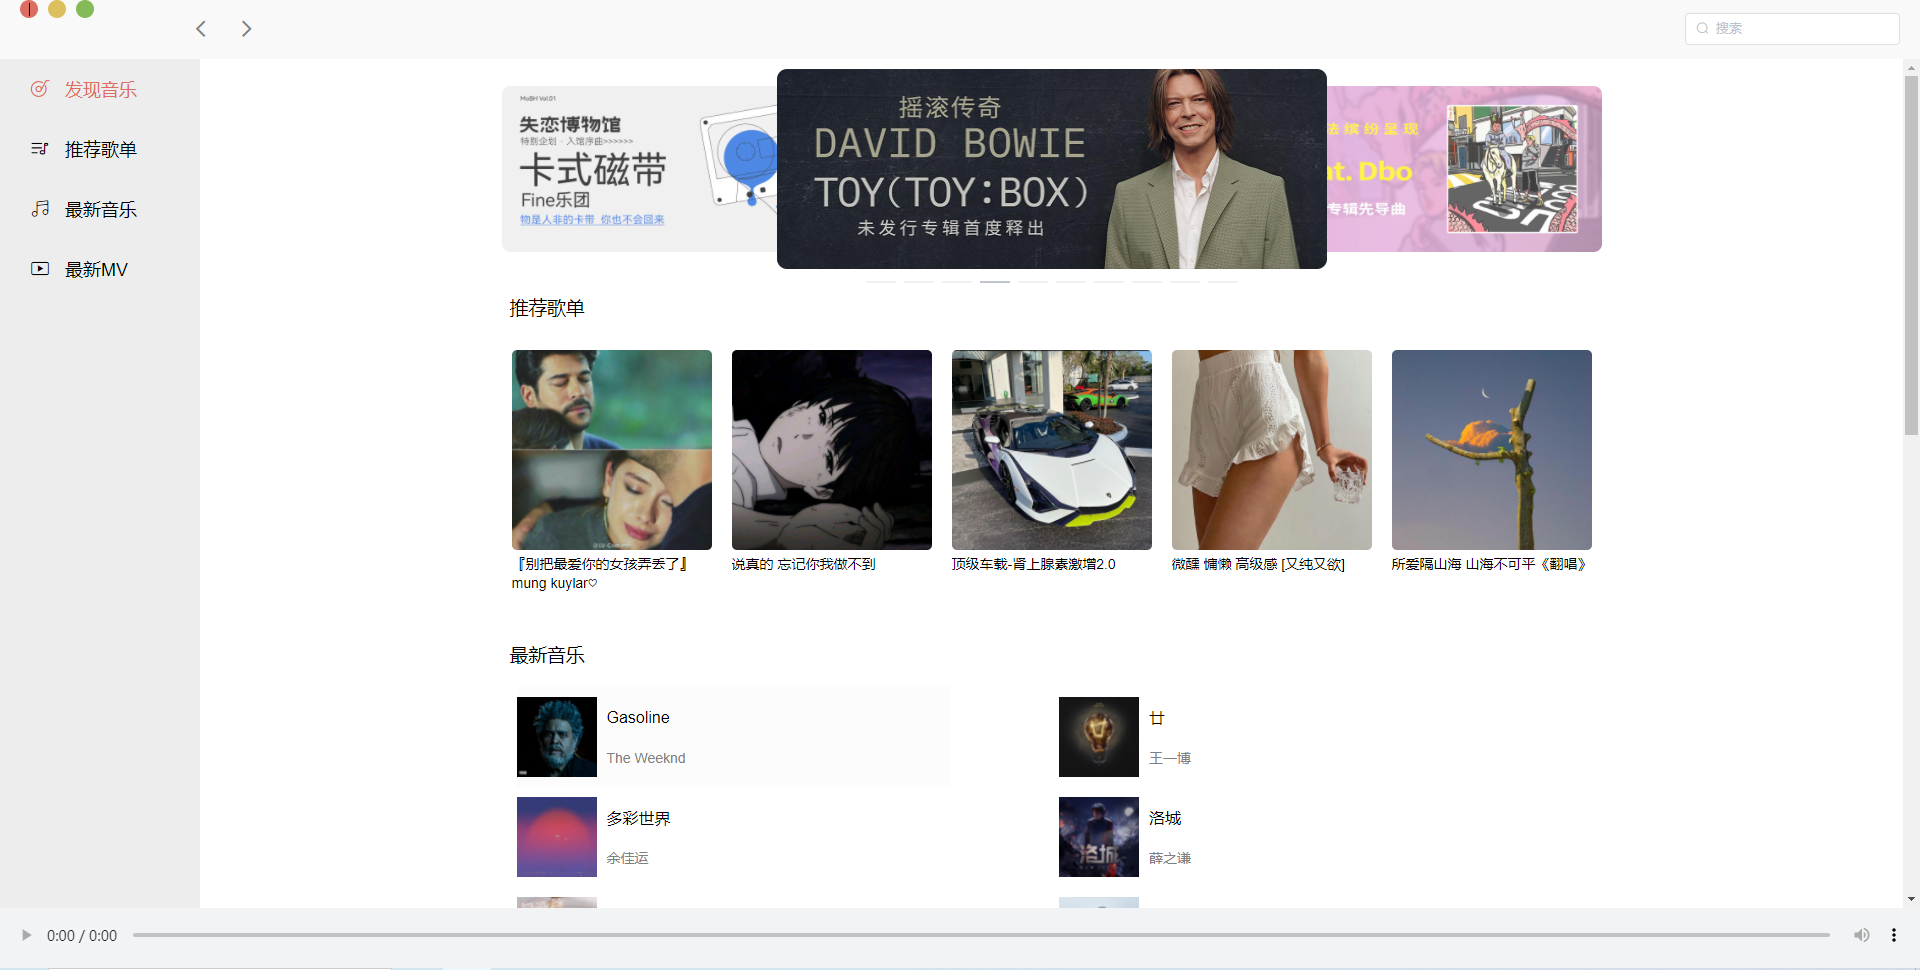 搜索
发现音乐
推荐歌单
最新音乐
最新MV
MuBH Vol.01
失恋博物馆
特别企划 · 入馆序曲>>>>>>
卡式磁带
Fine乐团
物是人非的卡带 你也不会回来
摇滚传奇
DAVID BOWIE
TOY(TOY:BOX)
未发行专辑首度释出
法缤纷呈现
at. Dbo
专辑先导曲
推荐歌单
『别把最爱你的女孩弄丢了』
mung kuylar♡
说真的 忘记你我做不到
顶级车载-肾上腺素激增2.0
微醺 慵懒 高级感 [又纯又欲]
所爱隔山海 山海不可平《翻唱》
最新音乐
Gasoline
The Weeknd
廿
王一博
多彩世界
余佳运
洛城
洛城
薛之谦
0:00 / 0:00